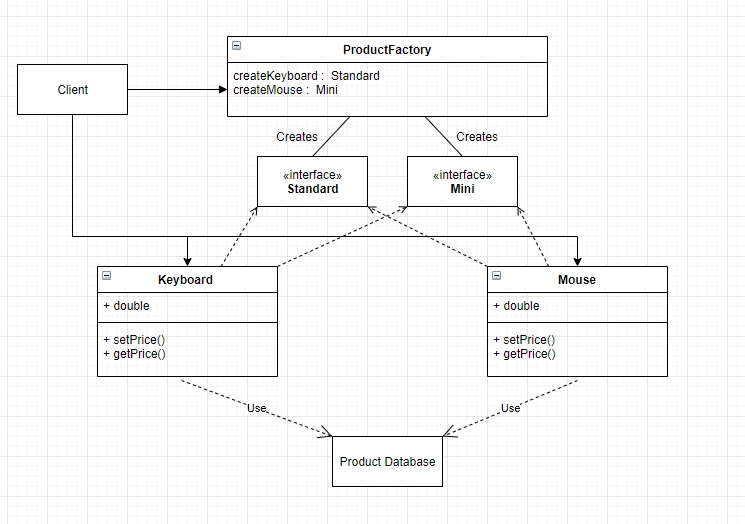 ProductFactory
createKeyboard : Standard
createMouse : Mini
Client
Creates
Creates
«interface»
Standard
«interface»
Mini
Keyboard
+ double
+ setPrice()
+ getPrice()
Mouse
+ double
+ setPrice()
+ getPrice()
Use
Use
Product Database